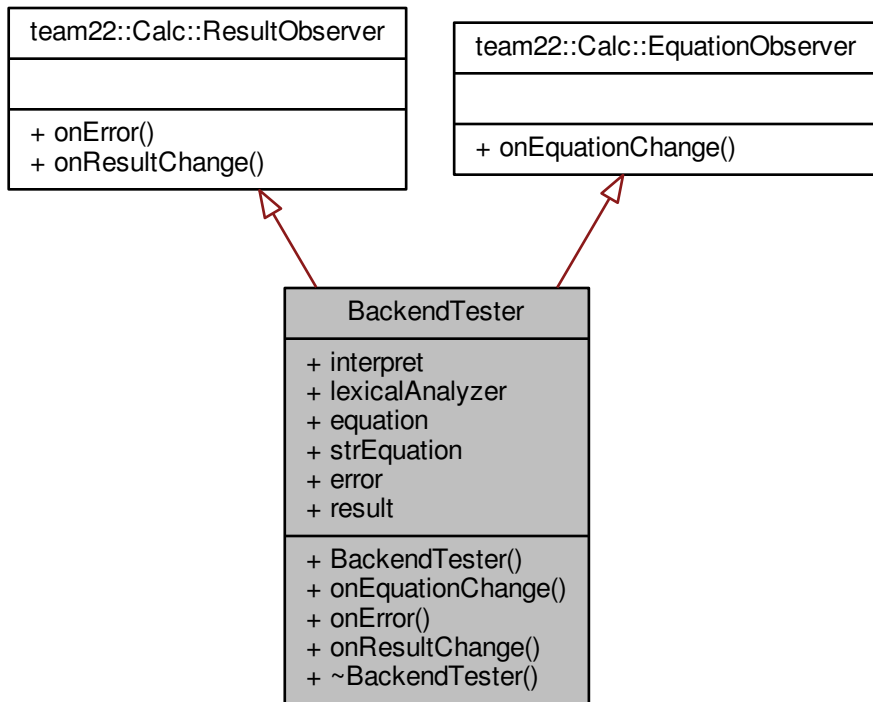 team22::Calc::ResultObserver
+ onError()
+ onResultChange()
team22::Calc::EquationObserver
+ onEquationChange()
BackendTester
+ interpret
+ lexicalAnalyzer
+ equation
+ strEquation
+ error
+ result
+ BackendTester()
+ onEquationChange()
+ onError()
+ onResultChange()
+ ~BackendTester()